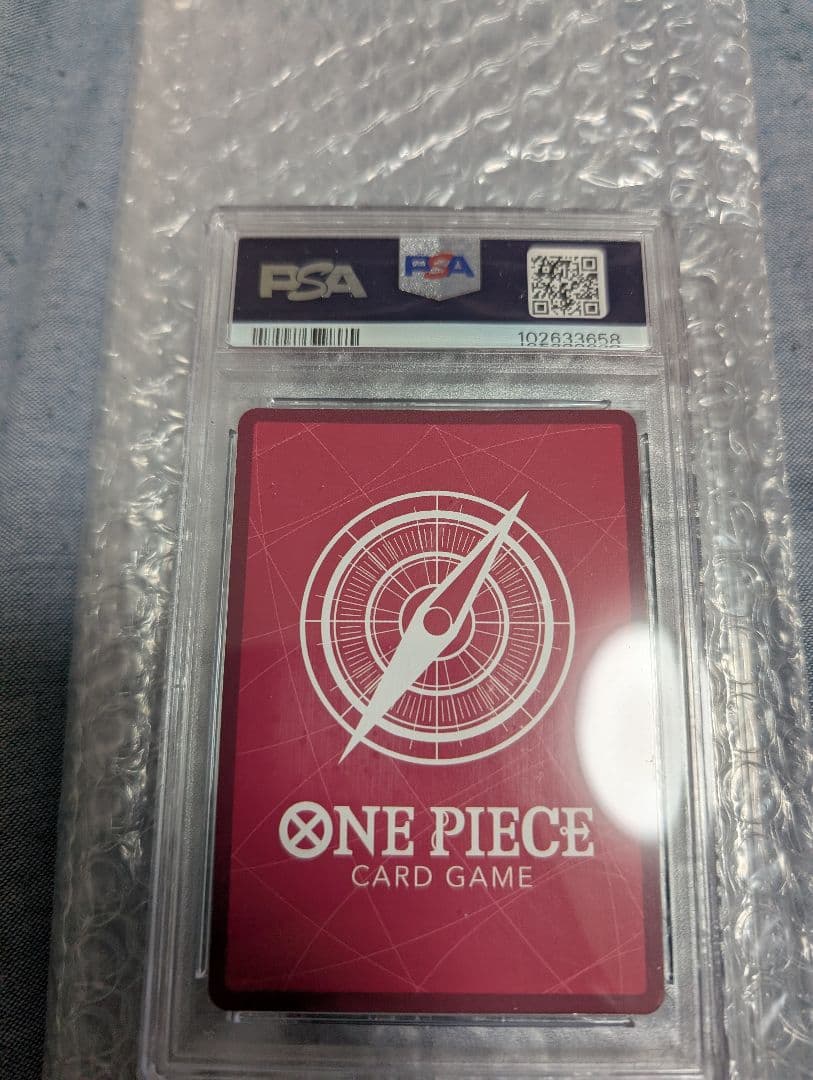 PSA
PSA
102633658
ONE PIECE
CARD GAME